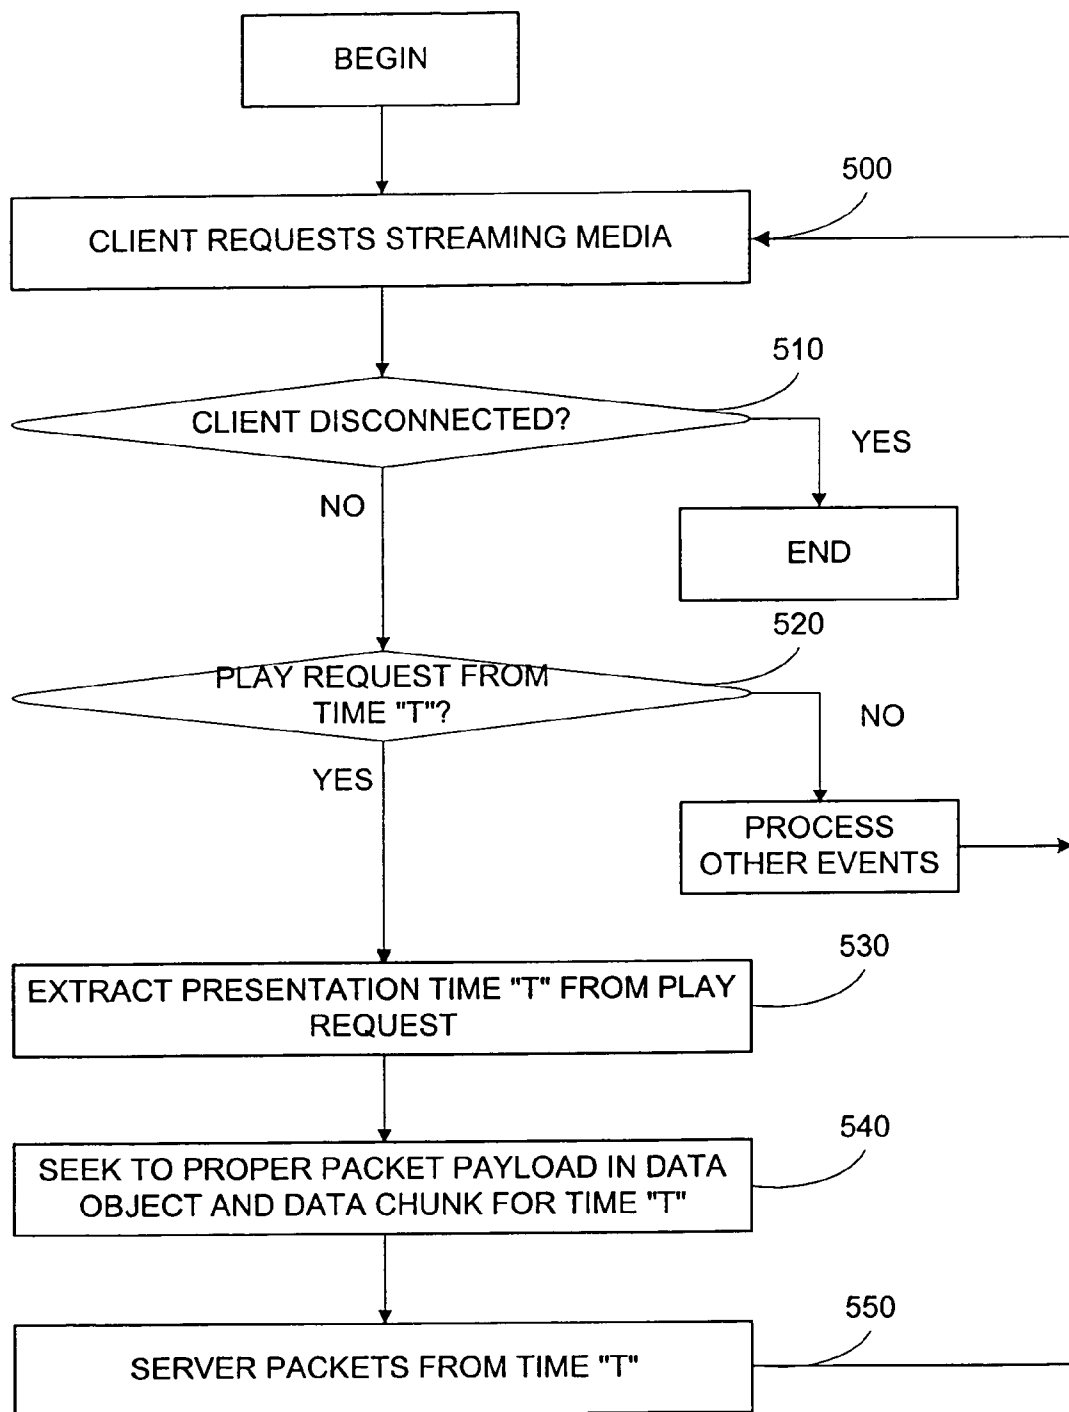 BEGIN
500
CLIENT REQUESTS STREAMING MEDIA
510
CLIENT DISCONNECTED?
YES
NO
END
520
PLAY REQUEST FROM
TIME "T"?
NO
YES
PROCESS
OTHER EVENTS
530
EXTRACT PRESENTATION TIME "T" FROM PLAY
REQUEST
540
SEEK TO PROPER PACKET PAYLOAD IN DATA
OBJECT AND DATA CHUNK FOR TIME "T"
550
SERVER PACKETS FROM TIME "T"